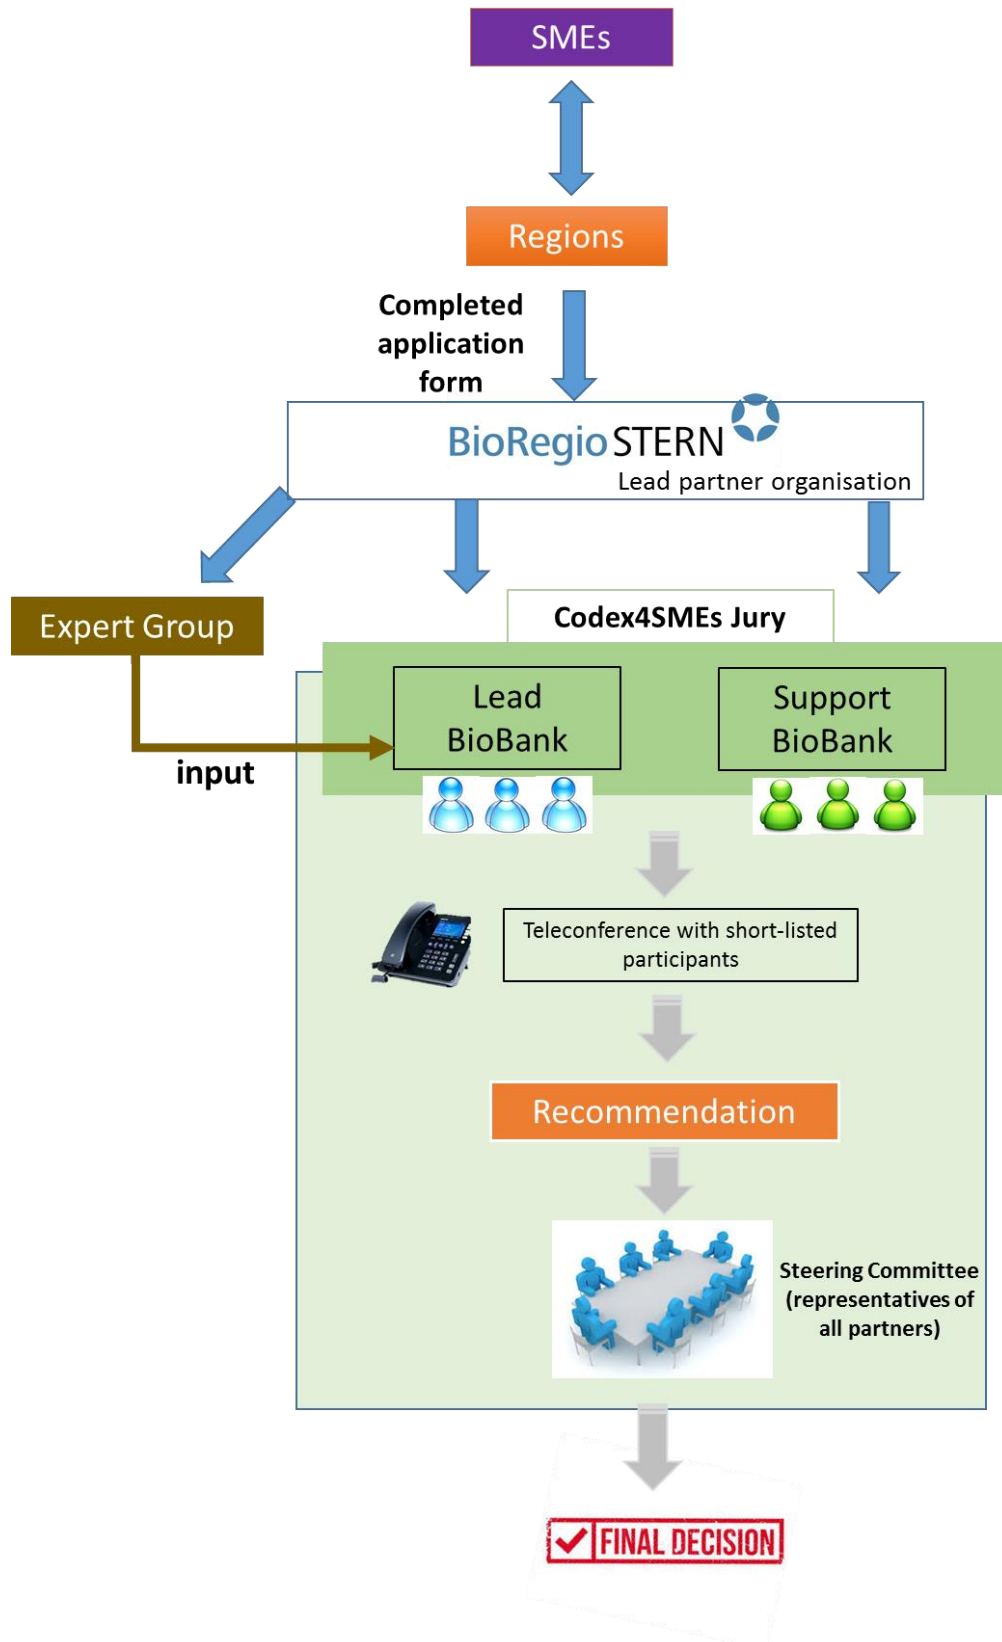 SMEs
Regions
Completed
application
form
BioRegio STERN
Lead partner organisation
Expert Group
Codex4SMEs Jury
Lead
BioBank
Support
BioBank
input
Teleconference with short-listed
participants
Recommendation
Steering Committee
(representatives of
all partners)
FINAL DECISION